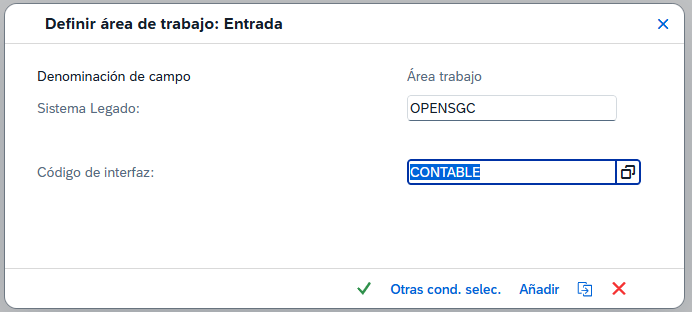 Definir área de trabajo: Entrada
Denominación de campo Área trabajo
Sistema Legado: OPENSGC
Código de interfaz: CONTABLE
Otras cond. selec. Añadir